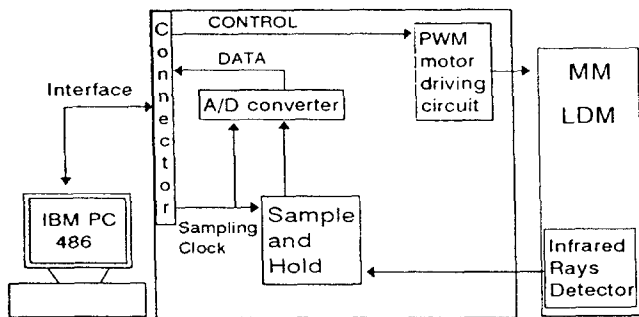 CONTROL
DATA
Interface
Connector
A/D converter
PWM
motor
driving
circuit
MM
LDM
IBM PC
486
Sampling
Clock
Sample
and
Hold
Infrared
Rays
Detector